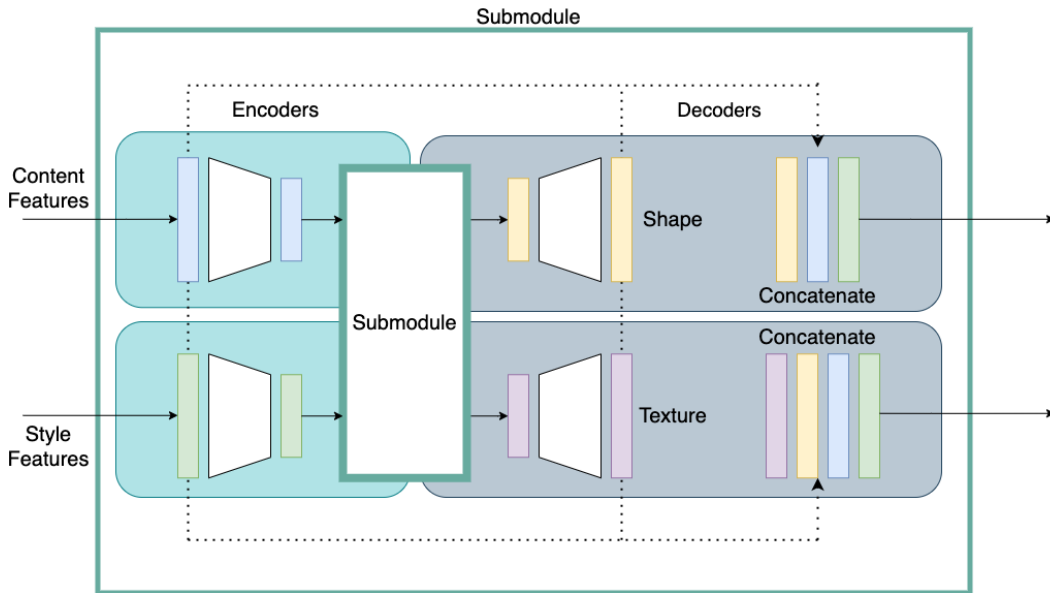 Submodule
Encoders
Decoders
Content
Features
Shape
Concatenate
Submodule
Concatenate
Texture
Style
Features